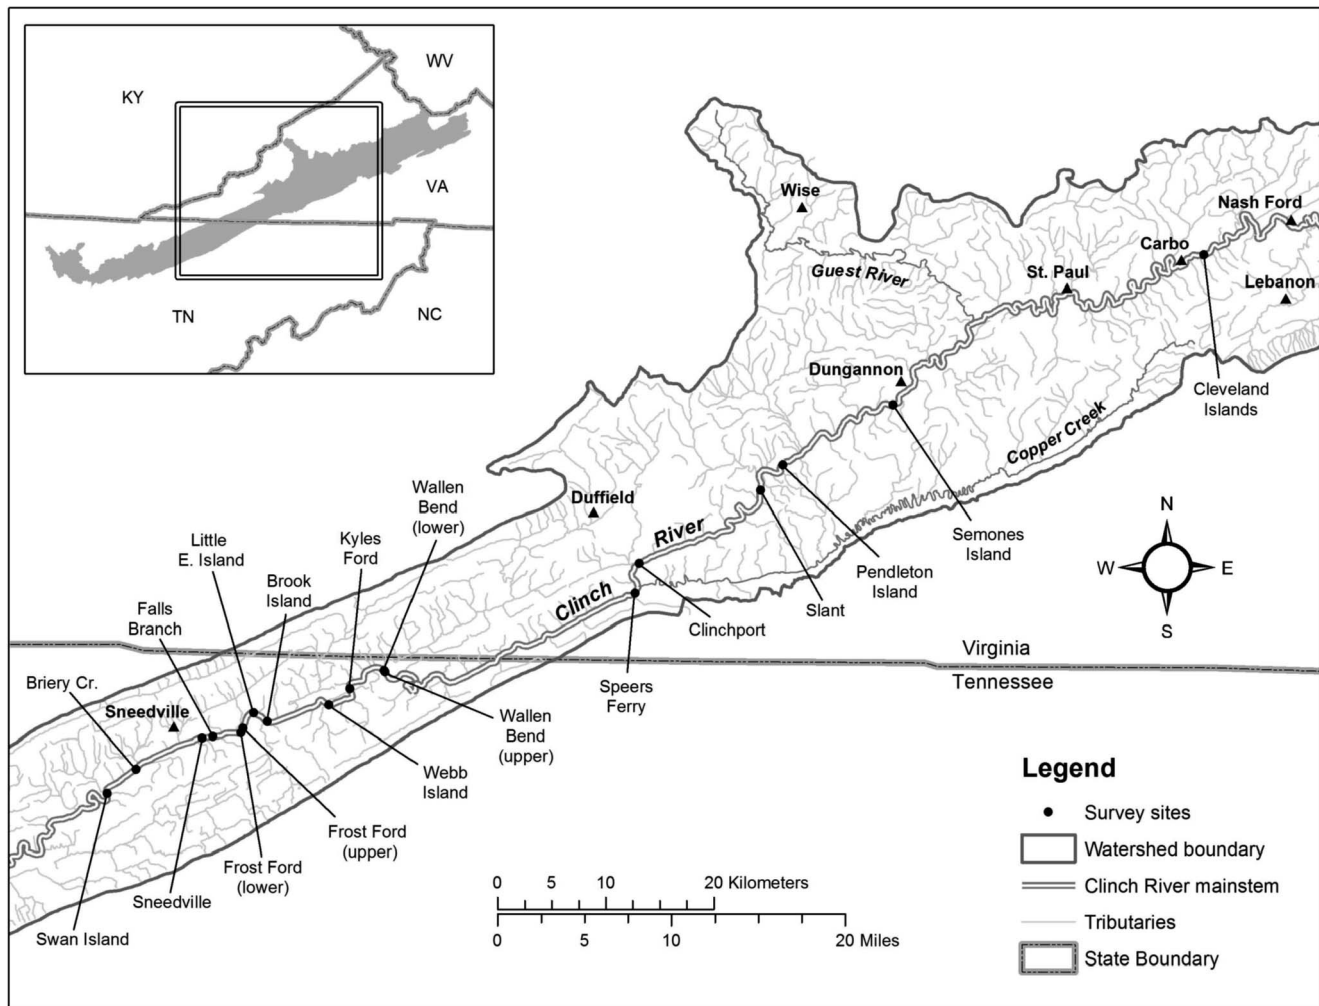 WV
KY
VA
TN
NC
Wise
Nash Ford
Carbo
Guest River
St. Paul
Lebanon
Dungannon
Cleveland
Islands
Copper Creek
Wallen
Bend
(lower)
Duffield
River
Semones
Island
N
W
E
S
Little
E. Island
Kyles
Ford
Brook
Island
Pendleton
Island
Slant
Clinch
Falls
Branch
Clinchport
Virginia
Tennessee
Briery Cr.
Sneedville
Speers
Ferry
Wallen
Bend
(upper)
Webb
Island
Frost Ford
(upper)
Frost Ford
(lower)
Sneedville
Swan Island
0 5 10 20 Kilometers
0 5 10 20 Miles
Legend
Survey sites
Watershed boundary
Clinch River mainstem
Tributaries
State Boundary